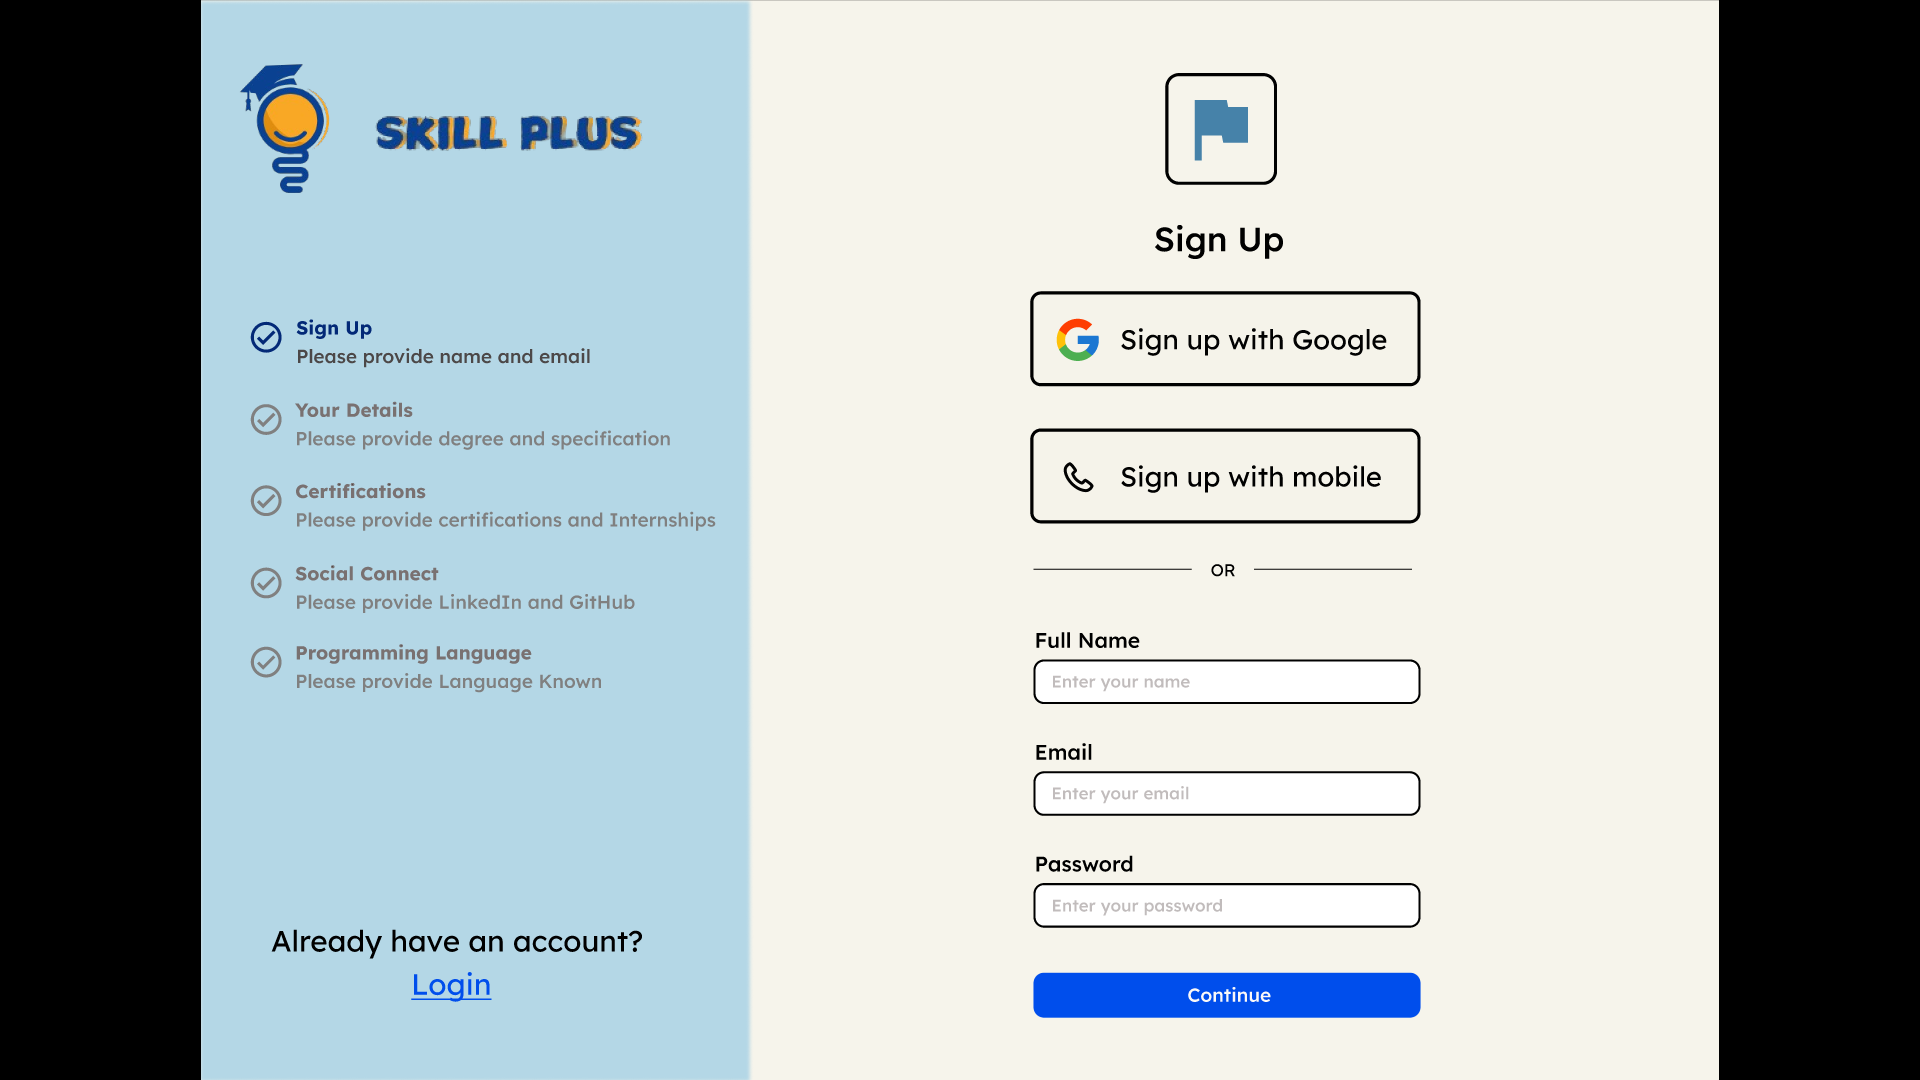 SKILL PLUS
Sign Up
Please provide name and email
Your Details
Please provide degree and specification
Certifications
Please provide certifications and Internships
Social Connect
Please provide LinkedIn and GitHub
Programming Language
Please provide Language Known
Already have an account?
Login
Sign Up
Sign up with Google
Sign up with mobile
OR
Full Name
Enter your name
Email
Enter your email
Password
Enter your password
Continue